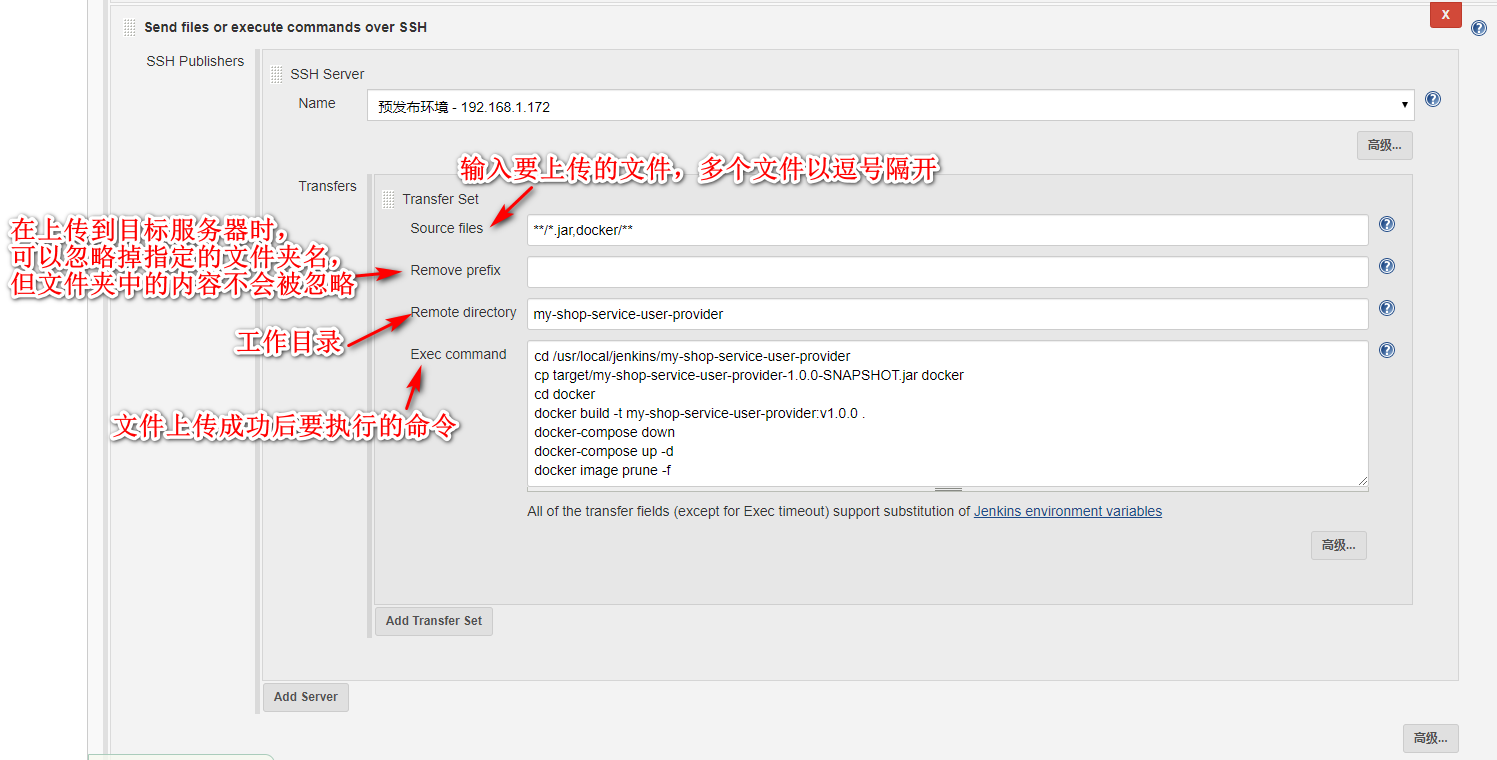 X
Send files or execute commands over SSH
SSH Publishers
SSH Server
Name
预发布环境 - 192.168.1.172
高级...
输入要上传的文件，多个文件以逗号隔开
Transfers
Transfer Set
Source files
**/*.jar,docker/**
在上传到目标服务器时，
可以忽略掉指定的文件夹名，
但文件夹中的内容不会被忽略
Remove prefix
Remote directory
my-shop-service-user-provider
工作目录
Exec command
cd /usr/local/jenkins/my-shop-service-user-provider
cp target/my-shop-service-user-provider-1.0.0-SNAPSHOT.jar docker
cd docker
docker build -t my-shop-service-user-provider:v1.0.0 .
docker-compose down
docker-compose up -d
docker image prune -f
文件上传成功后要执行的命令
All of the transfer fields (except for Exec timeout) support substitution of Jenkins environment variables
高级...
Add Transfer Set
Add Server
高级...